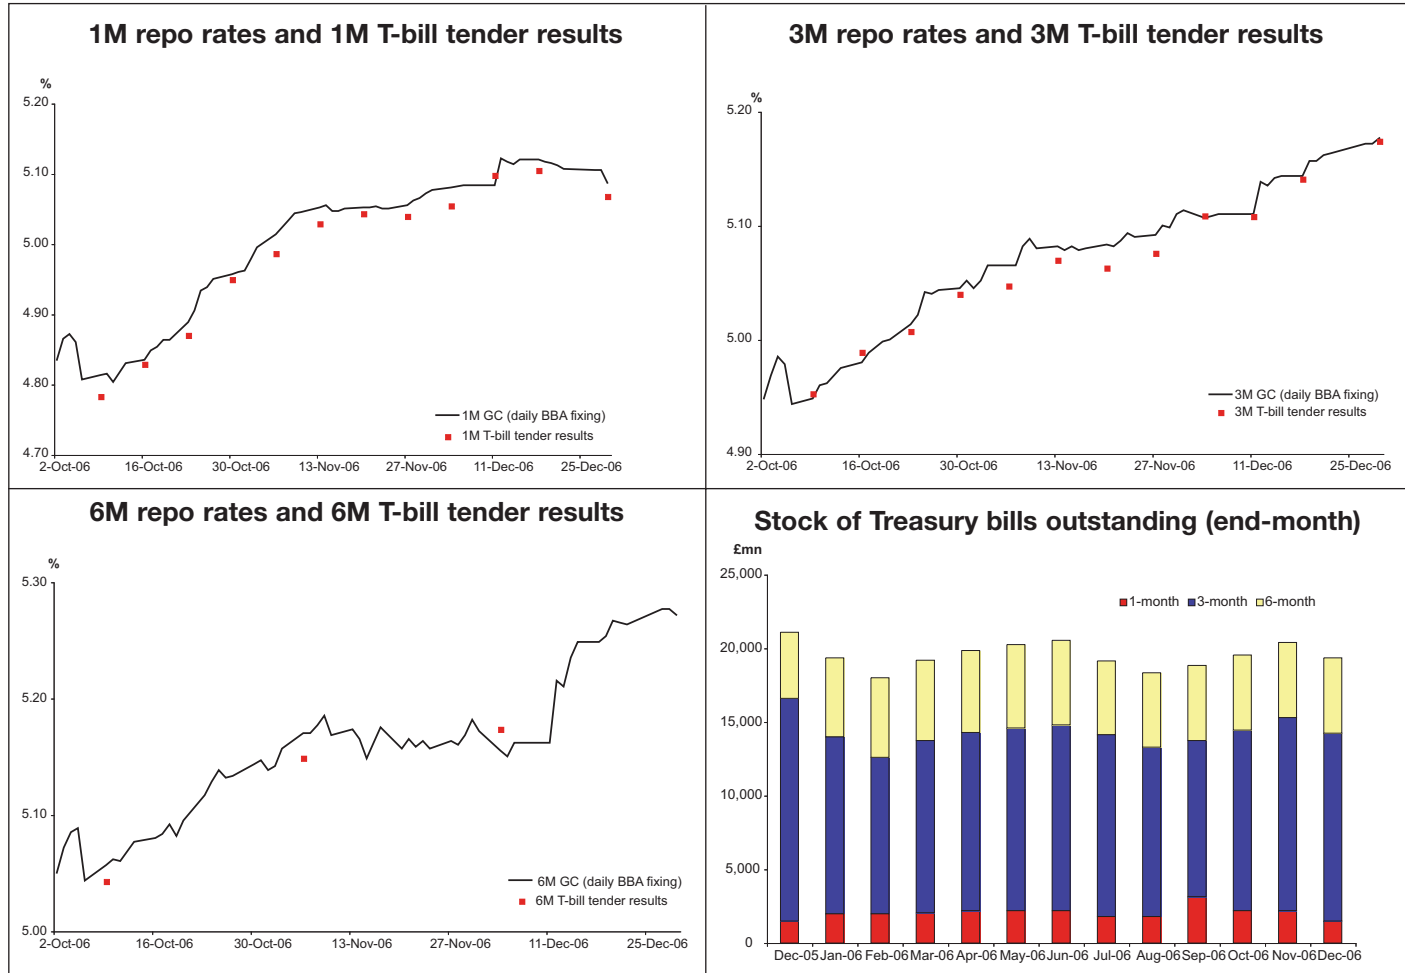 1M repo rates and 1M T-bill tender results
%
5.20
5.10
5.00
4.90
4.80
4.70
1M GC (daily BBA fixing)
1M T-bill tender results
2-Oct-06 16-Oct-06 30-Oct-06 13-Nov-06 27-Nov-06 11-Dec-06 25-Dec-06
3M repo rates and 3M T-bill tender results
%
5.20
5.10
5.00
4.90
3M GC (daily BBA fixing)
3M T-bill tender results
2-Oct-06 16-Oct-06 30-Oct-06 13-Nov-06 27-Nov-06 11-Dec-06 25-Dec-06
6M repo rates and 6M T-bill tender results
%
5.30
5.20
5.10
5.00
6M GC (daily BBA fixing)
6M T-bill tender results
2-Oct-06 16-Oct-06 30-Oct-06 13-Nov-06 27-Nov-06 11-Dec-06 25-Dec-06
Stock of Treasury bills outstanding (end-month)
£mn
25,000
20,000
15,000
10,000
5,000
0
1-month 3-month 6-month
Dec-05 Jan-06 Feb-06 Mar-06 Apr-06 May-06 Jun-06 Jul-06 Aug-06 Sep-06 Oct-06 Nov-06 Dec-06